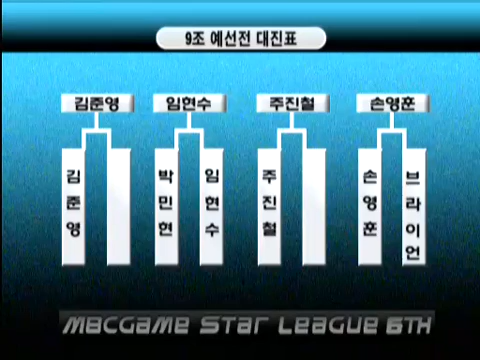 9조 예선전 대진표
김준영
임현수
주진철
손영훈
김준영
박민현
임현수
주진철
손영훈
브라이언
MBCGAME STAR LEAGUE 6TH